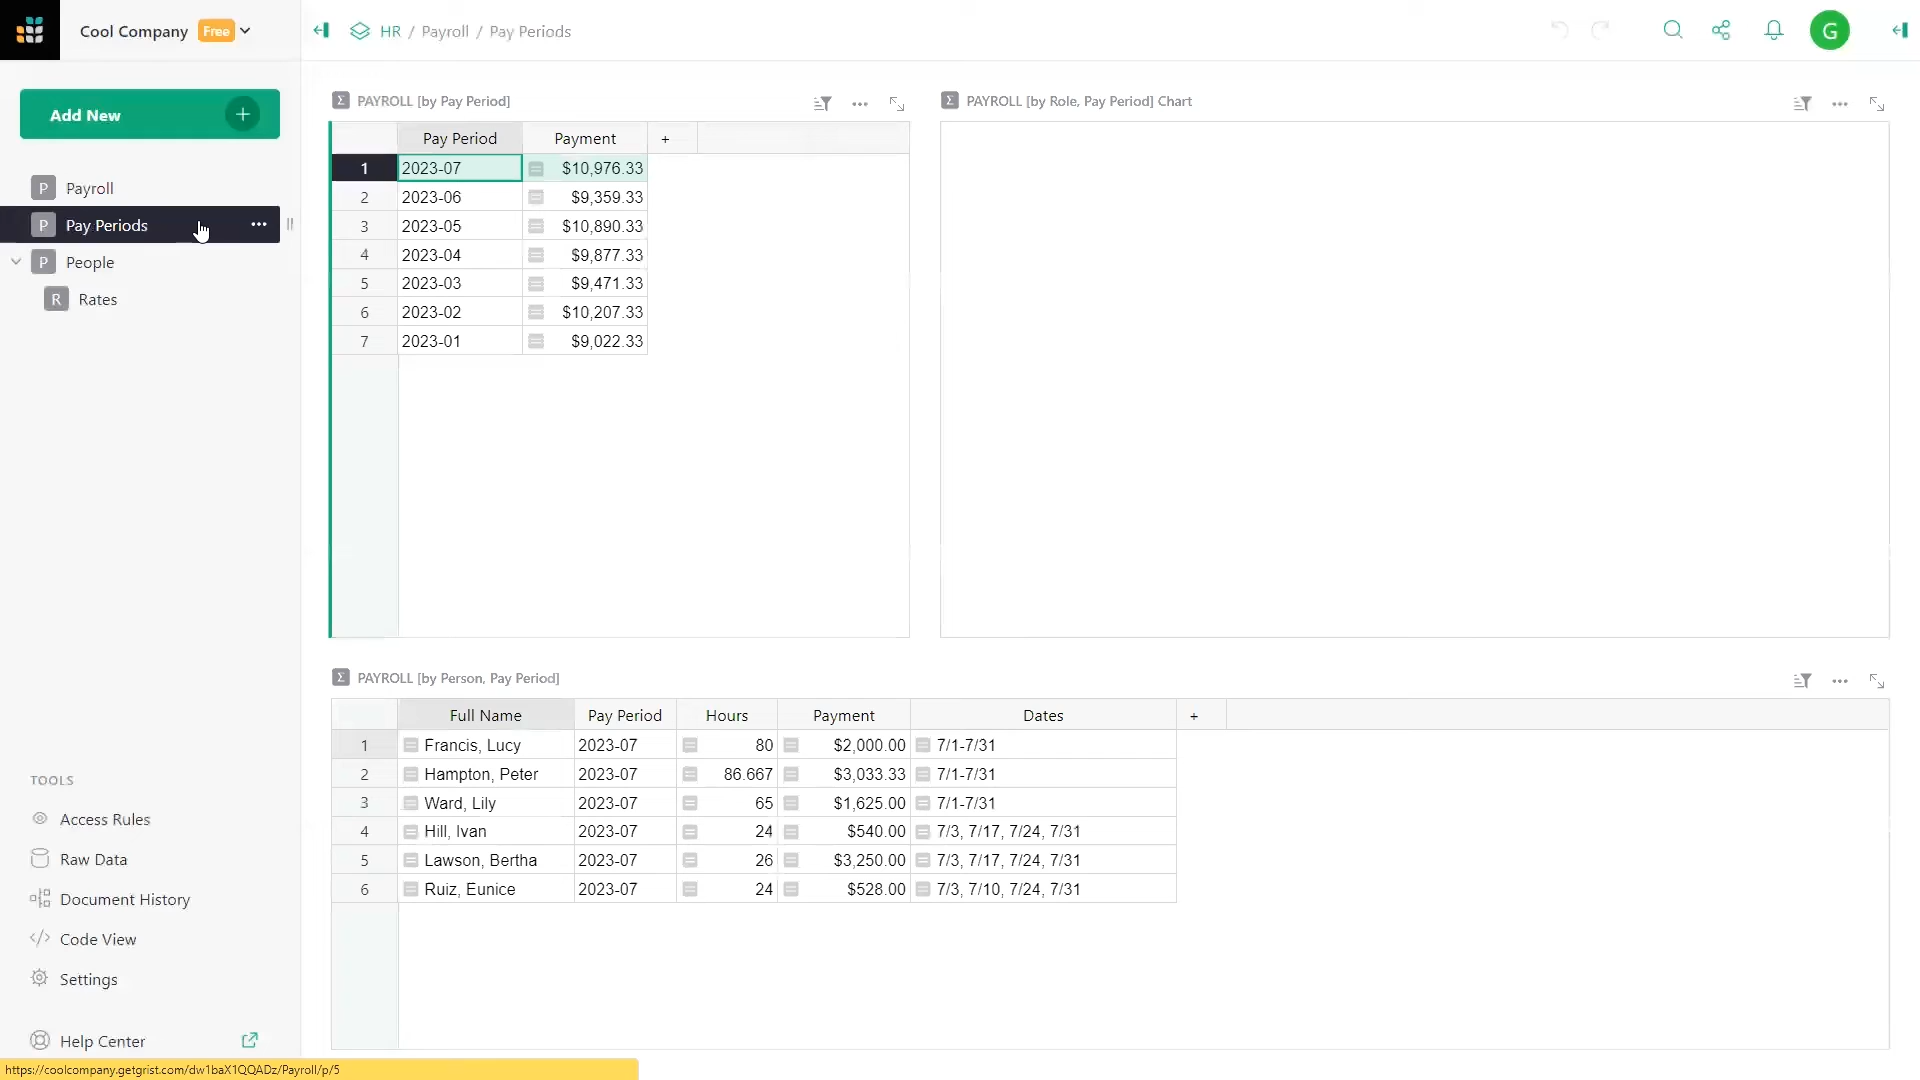 Cool Company Free
HR / Payroll / Pay Periods
G
Add New +
P Payroll
P Pay Periods ...
P People
R Rates
TOOLS
Access Rules
Raw Data
Document History
Code View
Settings
Help Center
https://coolcompany.getgrist.com/dw1baX1QQADz/Payroll/p/5
Σ PAYROLL [by Pay Period]
Pay Period Payment +
1 2023-07 $10,976.33
2 2023-06 $9,359.33
3 2023-05 $10,890.33
4 2023-04 $9,877.33
5 2023-03 $9,471.33
6 2023-02 $10,207.33
7 2023-01 $9,022.33
Σ PAYROLL [by Role, Pay Period] Chart
Σ PAYROLL [by Person, Pay Period]
Full Name Pay Period Hours Payment Dates +
1 Francis, Lucy 2023-07 80 $2,000.00 7/1-7/31
2 Hampton, Peter 2023-07 86.667 $3,033.33 7/1-7/31
3 Ward, Lily 2023-07 65 $1,625.00 7/1-7/31
4 Hill, Ivan 2023-07 24 $540.00 7/3, 7/17, 7/24, 7/31
5 Lawson, Bertha 2023-07 26 $3,250.00 7/3, 7/17, 7/24, 7/31
6 Ruiz, Eunice 2023-07 24 $528.00 7/3, 7/10, 7/24, 7/31